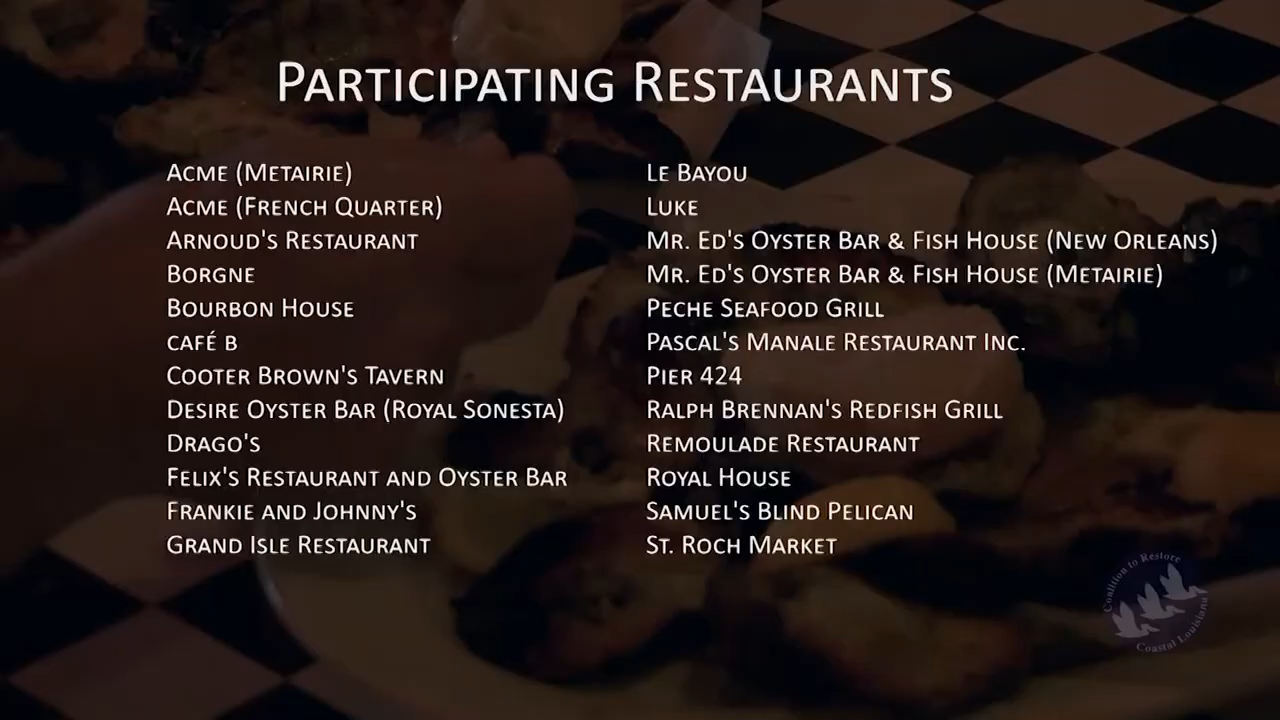 PARTICIPATING RESTAURANTS
ACME (METAIRIE)
ACME (FRENCH QUARTER)
ARNOUD'S RESTAURANT
BORGNE
BOURBON HOUSE
CAFÉ B
COOTER BROWN'S TAVERN
DESIRE OYSTER BAR (ROYAL SONESTA)
DRAGO'S
FELIX'S RESTAURANT AND OYSTER BAR
FRANKIE AND JOHNNY'S
GRAND ISLE RESTAURANT
LE BAYOU
LUKE
MR. ED'S OYSTER BAR & FISH HOUSE (NEW ORLEANS)
MR. ED'S OYSTER BAR & FISH HOUSE (METAIRIE)
PECHE SEAFOOD GRILL
PASCAL'S MANALE RESTAURANT INC.
PIER 424
RALPH BRENNAN'S REDFISH GRILL
REMOULADE RESTAURANT
ROYAL HOUSE
SAMUEL'S BLIND PELICAN
ST. ROCH MARKET
Coalition to Restore
Coastal Louisiana